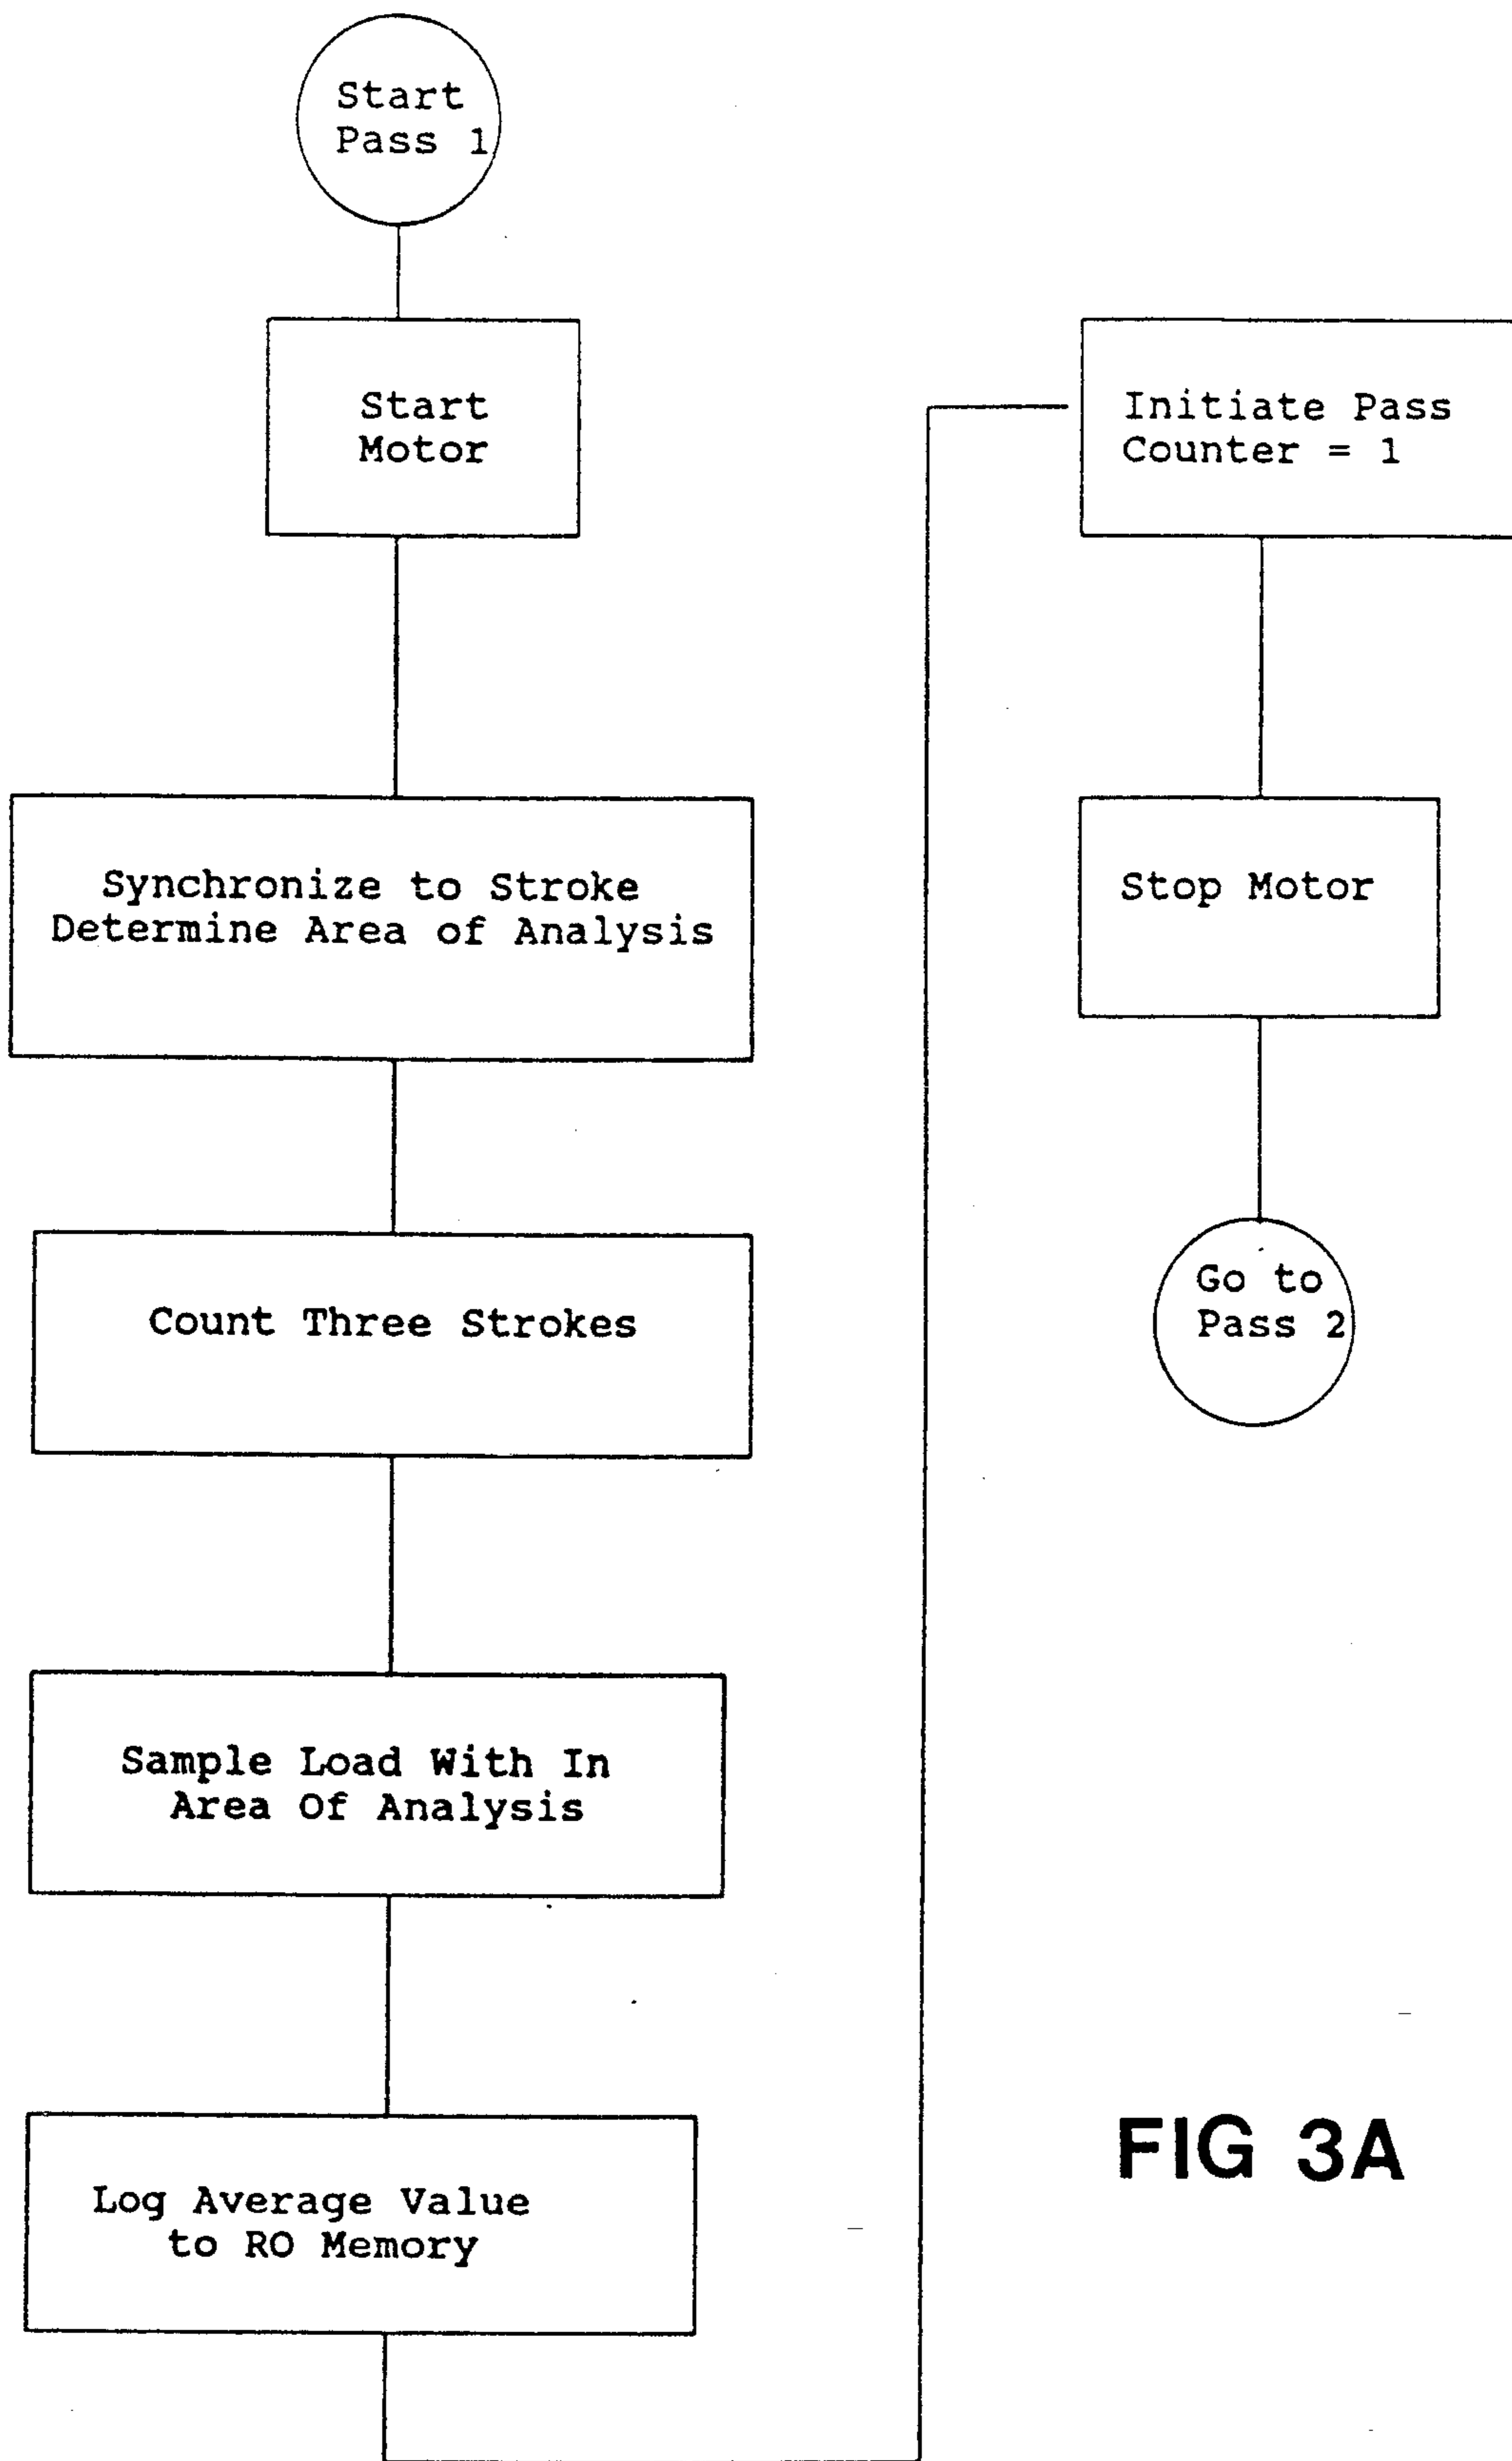 Start
Pass 1
Start
Motor
Synchronize to Stroke
Determine Area of Analysis
Count Three Strokes
Sample Load With In
Area Of Analysis
Log Average Value
to RO Memory
Initiate Pass
Counter = 1
Stop Motor
Go to
Pass 2
FIG 3A